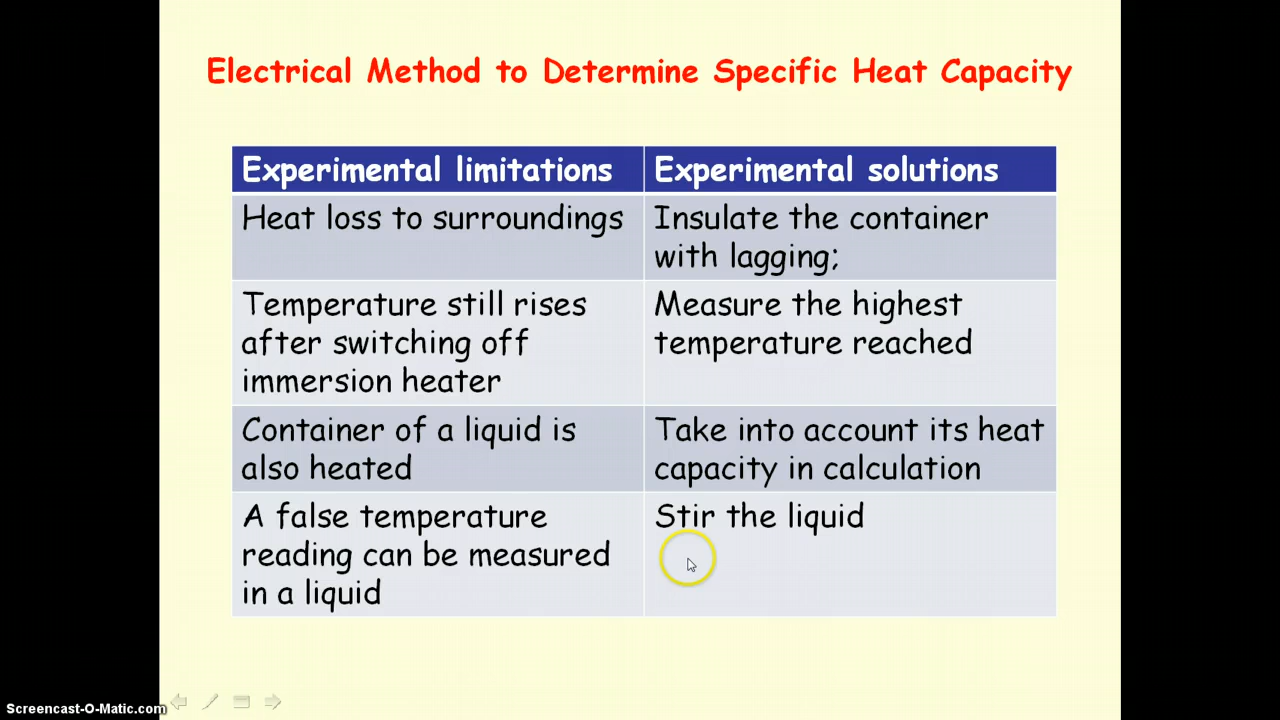 Electrical Method to Determine Specific Heat Capacity
Experimental limitations
Experimental solutions
Heat loss to surroundings
Insulate the container
with lagging;
Temperature still rises
after switching off
immersion heater
Measure the highest
temperature reached
Container of a liquid is
also heated
Take into account its heat
capacity in calculation
A false temperature
reading can be measured
in a liquid
Stir the liquid
Screencast-O-Matic.com